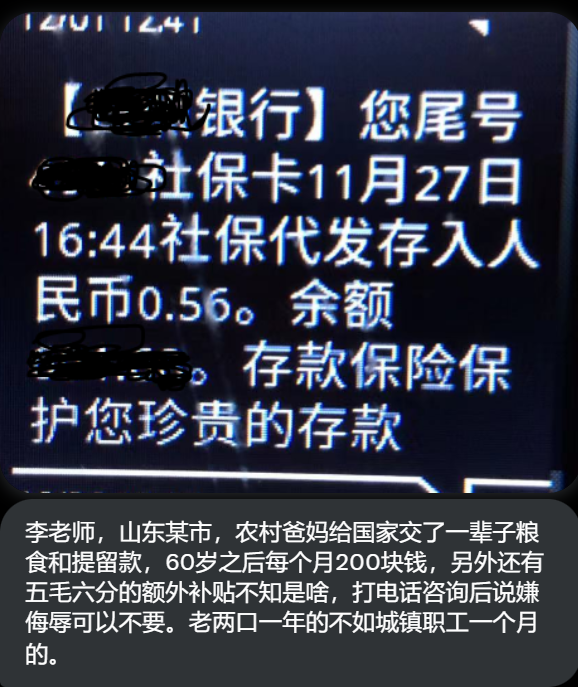 12/01 12:41
【银行】您尾号
社保卡11月27日
16:44社保代发存入人
民币0.56。余额
。存款保险保
护您珍贵的存款
李老师，山东某市，农村爸妈给国家交了一辈子粮
食和提留款，60岁之后每个月200块钱，另外还有
五毛六分的额外补贴不知是啥，打电话咨询后说嫌
侮辱可以不要。老两口一年的不如城镇职工一个月
的。